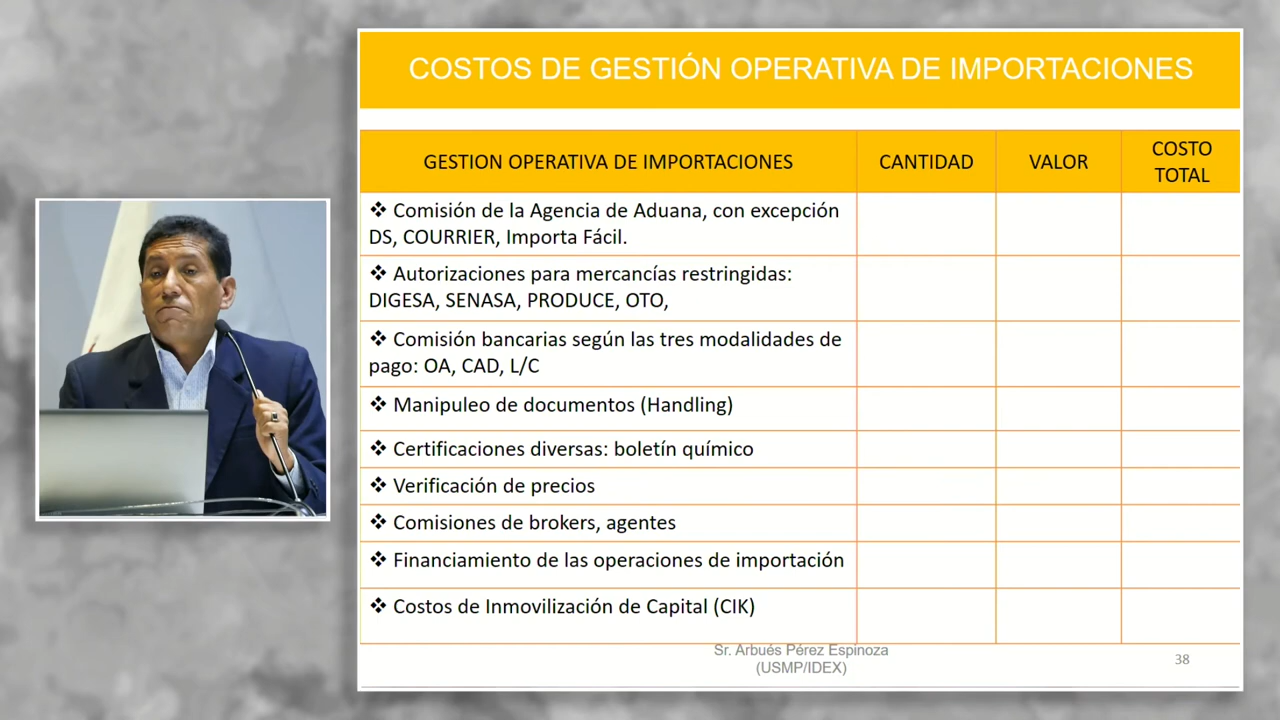 COSTOS DE GESTIÓN OPERATIVA DE IMPORTACIONES
GESTION OPERATIVA DE IMPORTACIONES
CANTIDAD
VALOR
COSTO
TOTAL
❖ Comisión de la Agencia de Aduana, con excepción
DS, COURRIER, Importa Fácil.
❖ Autorizaciones para mercancías restringidas:
DIGESA, SENASA, PRODUCE, OTO,
❖ Comisión bancarias según las tres modalidades de
pago: OA, CAD, L/C
❖ Manipuleo de documentos (Handling)
❖ Certificaciones diversas: boletín químico
❖ Verificación de precios
❖ Comisiones de brokers, agentes
❖ Financiamiento de las operaciones de importación
❖ Costos de Inmovilización de Capital (CIK)
Sr. Arbués Pérez Espinoza
(USMP/IDEX)
38